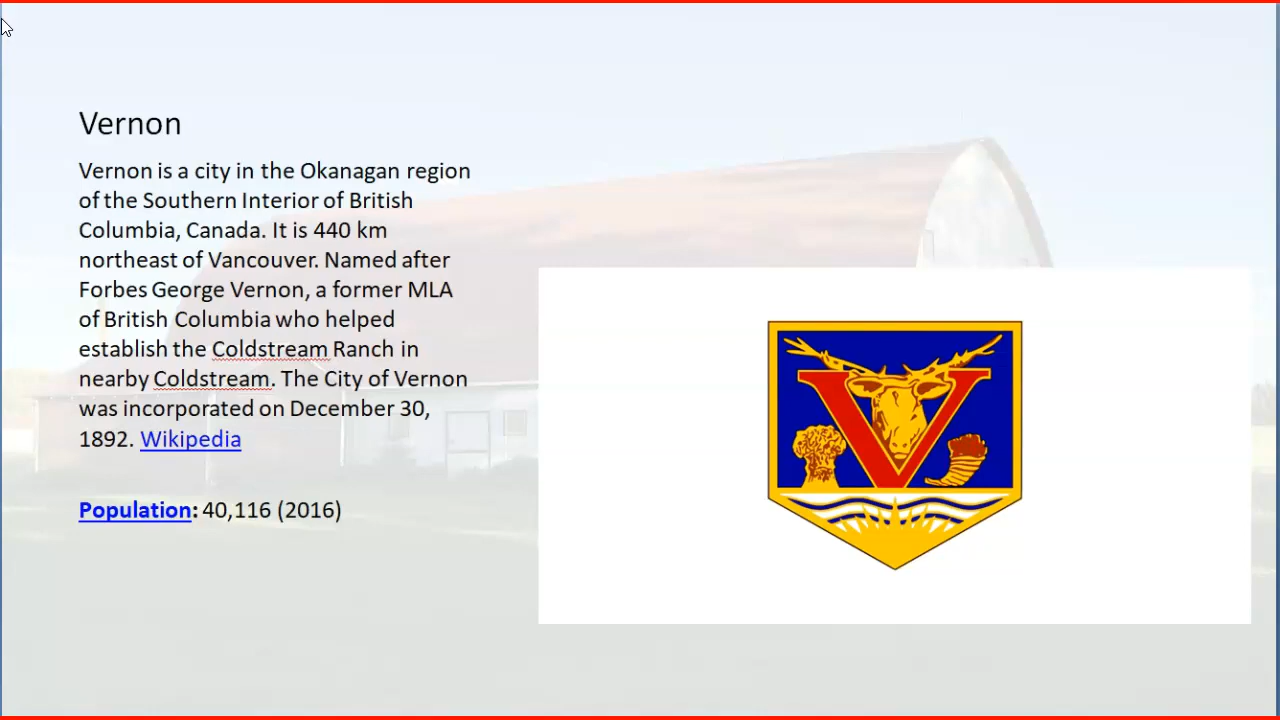 Vernon
Vernon is a city in the Okanagan region
of the Southern Interior of British
Columbia, Canada. It is 440 km
northeast of Vancouver. Named after
Forbes George Vernon, a former MLA
of British Columbia who helped
establish the Coldstream Ranch in
nearby Coldstream. The City of Vernon
was incorporated on December 30,
1892. Wikipedia
Population: 40,116 (2016)
V